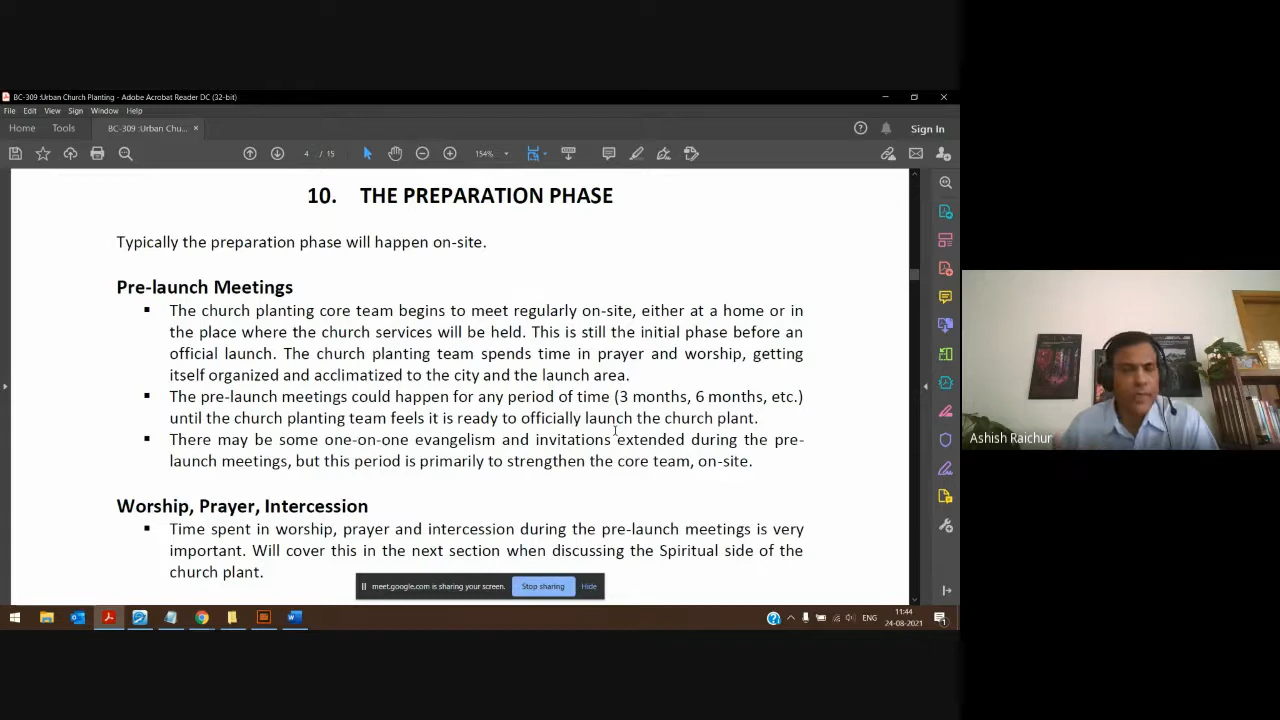 BC-309 :Urban Church Planting - Adobe Acrobat Reader DC (32-bit)
File Edit View Sign Window Help
Home Tools BC-309 :Urban Chu... × Sign In
4 / 15 154%
10. THE PREPARATION PHASE
Typically the preparation phase will happen on-site.
Pre-launch Meetings
▪ The church planting core team begins to meet regularly on-site, either at a home or in
the place where the church services will be held. This is still the initial phase before an
official launch. The church planting team spends time in prayer and worship, getting
itself organized and acclimatized to the city and the launch area.
▪ The pre-launch meetings could happen for any period of time (3 months, 6 months, etc.)
until the church planting team feels it is ready to officially launch the church plant.
▪ There may be some one-on-one evangelism and invitations extended during the pre-
launch meetings, but this period is primarily to strengthen the core team, on-site.
Worship, Prayer, Intercession
▪ Time spent in worship, prayer and intercession during the pre-launch meetings is very
important. Will cover this in the next section when discussing the Spiritual side of the
church plant.
meet.google.com is sharing your screen. Stop sharing Hide
ENG 11:44
24-08-2021
Ashish Raichur